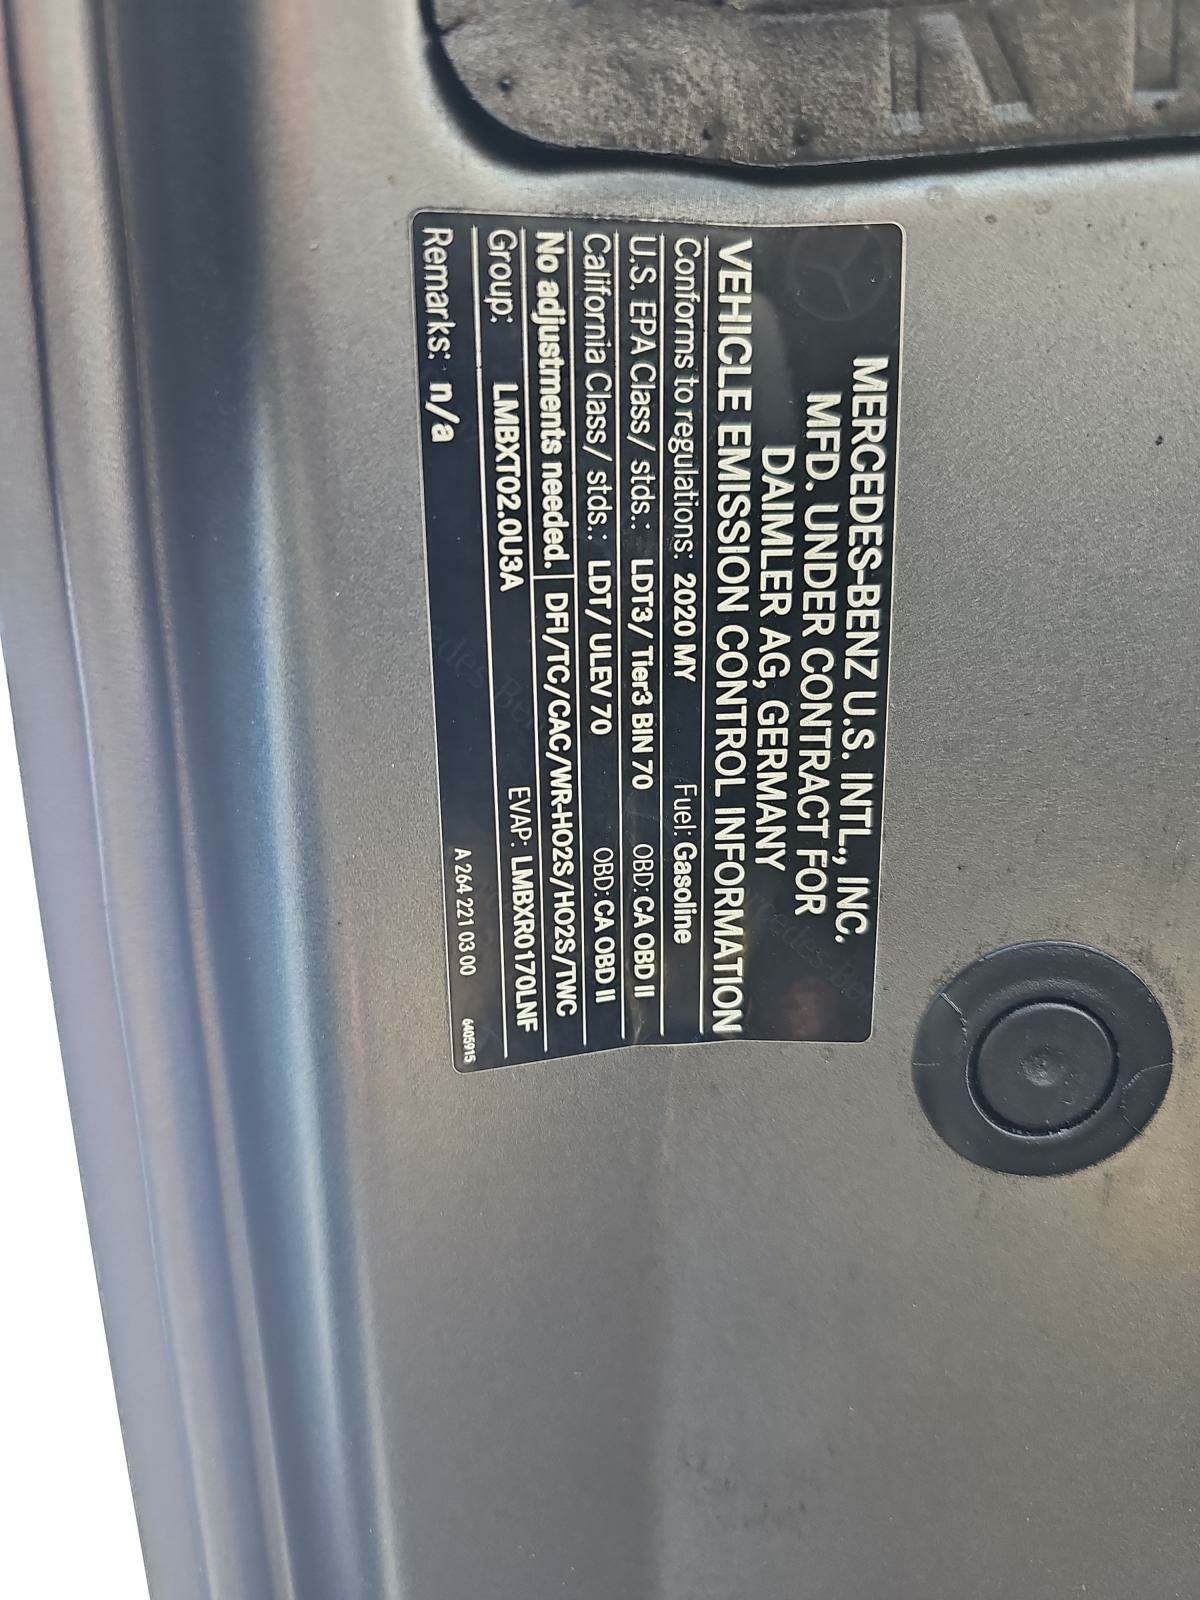 MERCEDES-BENZ U.S. INTL., INC.
MFD. UNDER CONTRACT FOR
DAIMLER AG, GERMANY
VEHICLE EMISSION CONTROL INFORMATION
Conforms to regulations: 2020 MY Fuel: Gasoline
U.S. EPA Class/ stds.: LDT3/ Tier3 BIN 70 OBD: CA OBD II
California Class/ stds.: LDT/ ULEV 70 OBD: CA OBD II
No adjustments needed. DFI/TC/CAC/WR-HO2S/HO2S/TWC
Group: LMBXT02.0U3A EVAP: LMBXR0170LNF
Remarks: n/a
A 264 221 03 00 6405915